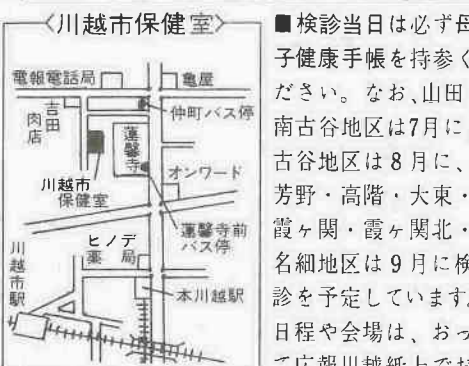 〈川越市保健室〉
電報電話局
亀屋
吉田
肉店
仲町バス停
蓮馨寺
オンワード
川越市
保健室
蓮馨寺前
バス停
ヒノデ
薬局
川越市駅
本川越駅
■検診当日は必ず母
子健康手帳を持参く
ださい。なお、山田
南古谷地区は7月に
古谷地区は8月に、
芳野・高階・大東・
霞ヶ関・霞ヶ関北・
名細地区は9月に検
診を予定しています。
日程や会場は、おっ
て広報川越紙上でお